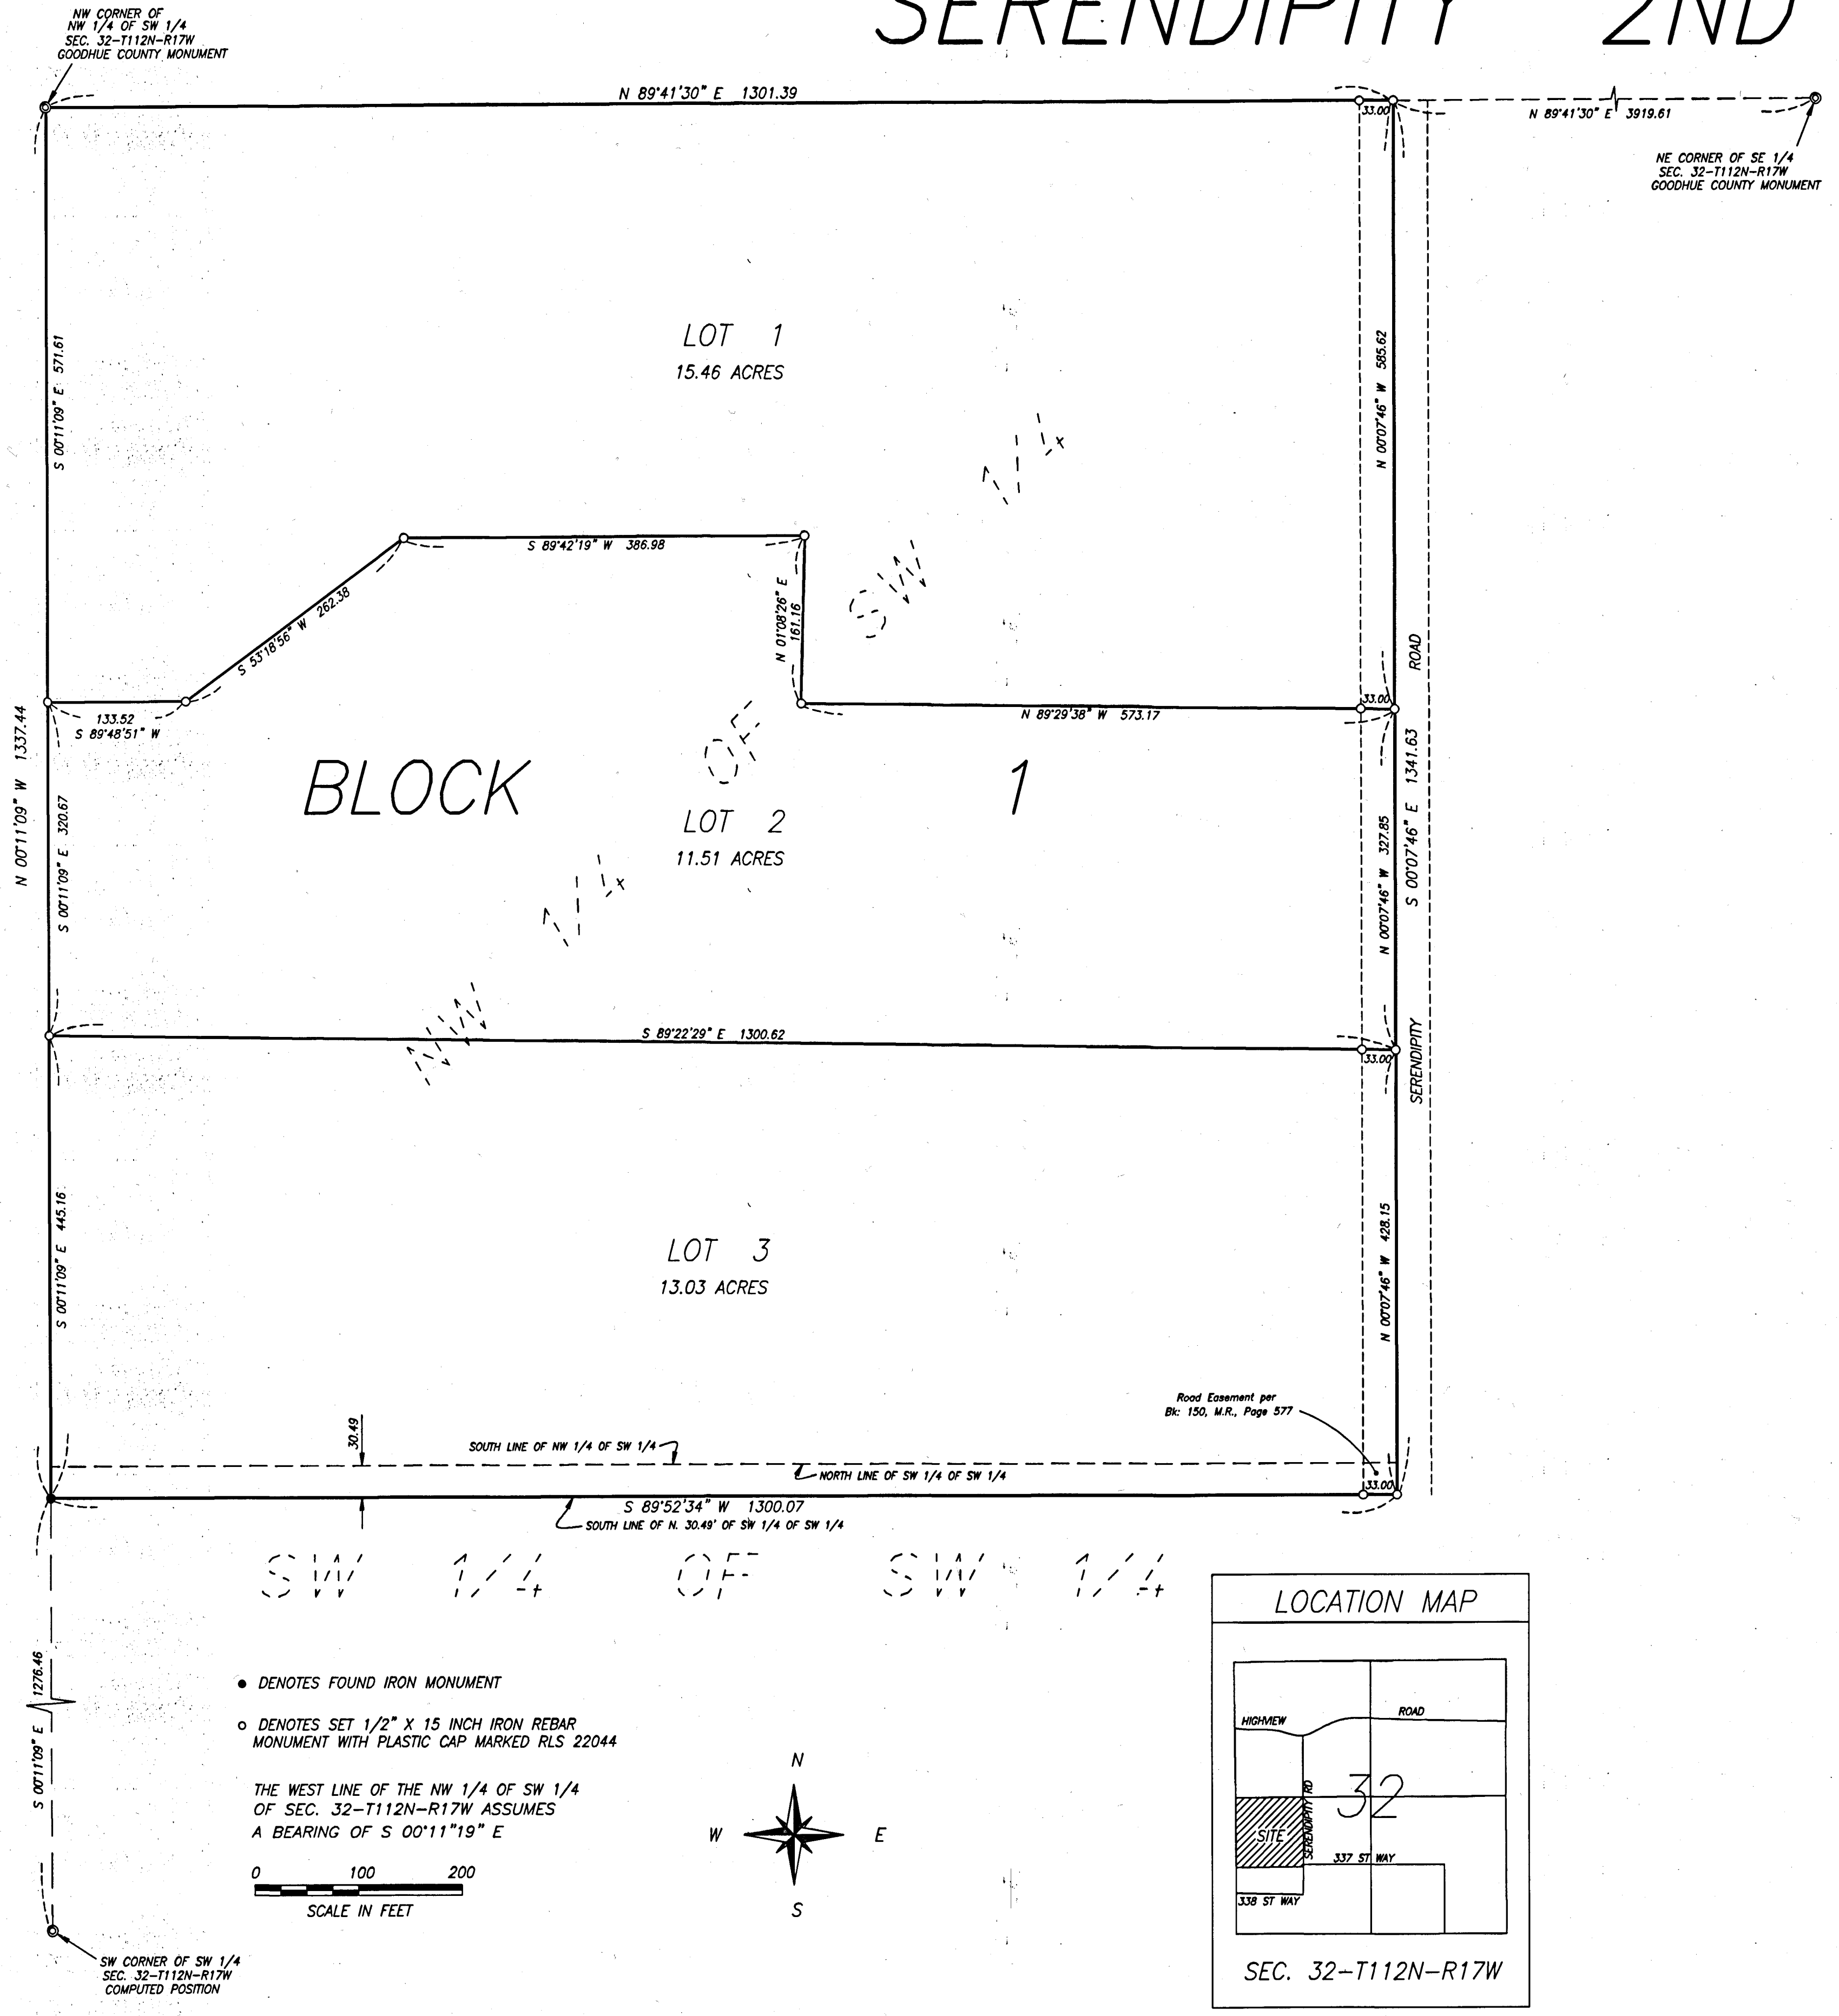 SERENDIPITY 2ND
NW CORNER OF
NW 1/4 OF SW 1/4
SEC. 32-T112N-R17W
GOODHUE COUNTY MONUMENT
N 89°41'30" E 1301.39
33.00
N 89°41'30" E 3919.61
NE CORNER OF SE 1/4
SEC. 32-T112N-R17W
GOODHUE COUNTY MONUMENT
S 00°11'09" E 571.61
LOT 1
15.46 ACRES
N 00°07'46" W 585.62
S 89°42'19" W 386.98
S 53°18'56" W 262.38
N 01°08'26" E
161.16
133.52
S 89°48'51" W
N 89°29'38" W 573.17
33.00
N 00°11'09" W 1337.44
S 00°11'09" E 320.67
BLOCK 1
LOT 2
11.51 ACRES
NW 1/4 OF SW 1/4
N 00°07'46" W 327.85
S 00°07'46" E 1341.63
SERENDIPITY ROAD
S 89°22'29" E 1300.62
33.00
S 00°11'09" E 445.16
LOT 3
13.03 ACRES
N 00°07'46" W 428.15
Road Easement per
Bk: 150, M.R., Page 577
30.49
SOUTH LINE OF NW 1/4 OF SW 1/4
NORTH LINE OF SW 1/4 OF SW 1/4
33.00
S 89°52'34" W 1300.07
SOUTH LINE OF N. 30.49' OF SW 1/4 OF SW 1/4
SW 1/4 OF SW 1/4
S 00°11'09" E 1276.46
DENOTES FOUND IRON MONUMENT
DENOTES SET 1/2" X 15 INCH IRON REBAR
MONUMENT WITH PLASTIC CAP MARKED RLS 22044
THE WEST LINE OF THE NW 1/4 OF SW 1/4
OF SEC. 32-T112N-R17W ASSUMES
A BEARING OF S 00°11"19" E
0 100 200
SCALE IN FEET
N
W E
S
SW CORNER OF SW 1/4
SEC. 32-T112N-R17W
COMPUTED POSITION
LOCATION MAP
HIGHVIEW ROAD
32
SITE
SERENDIPITY RD
337 ST WAY
338 ST WAY
SEC. 32-T112N-R17W